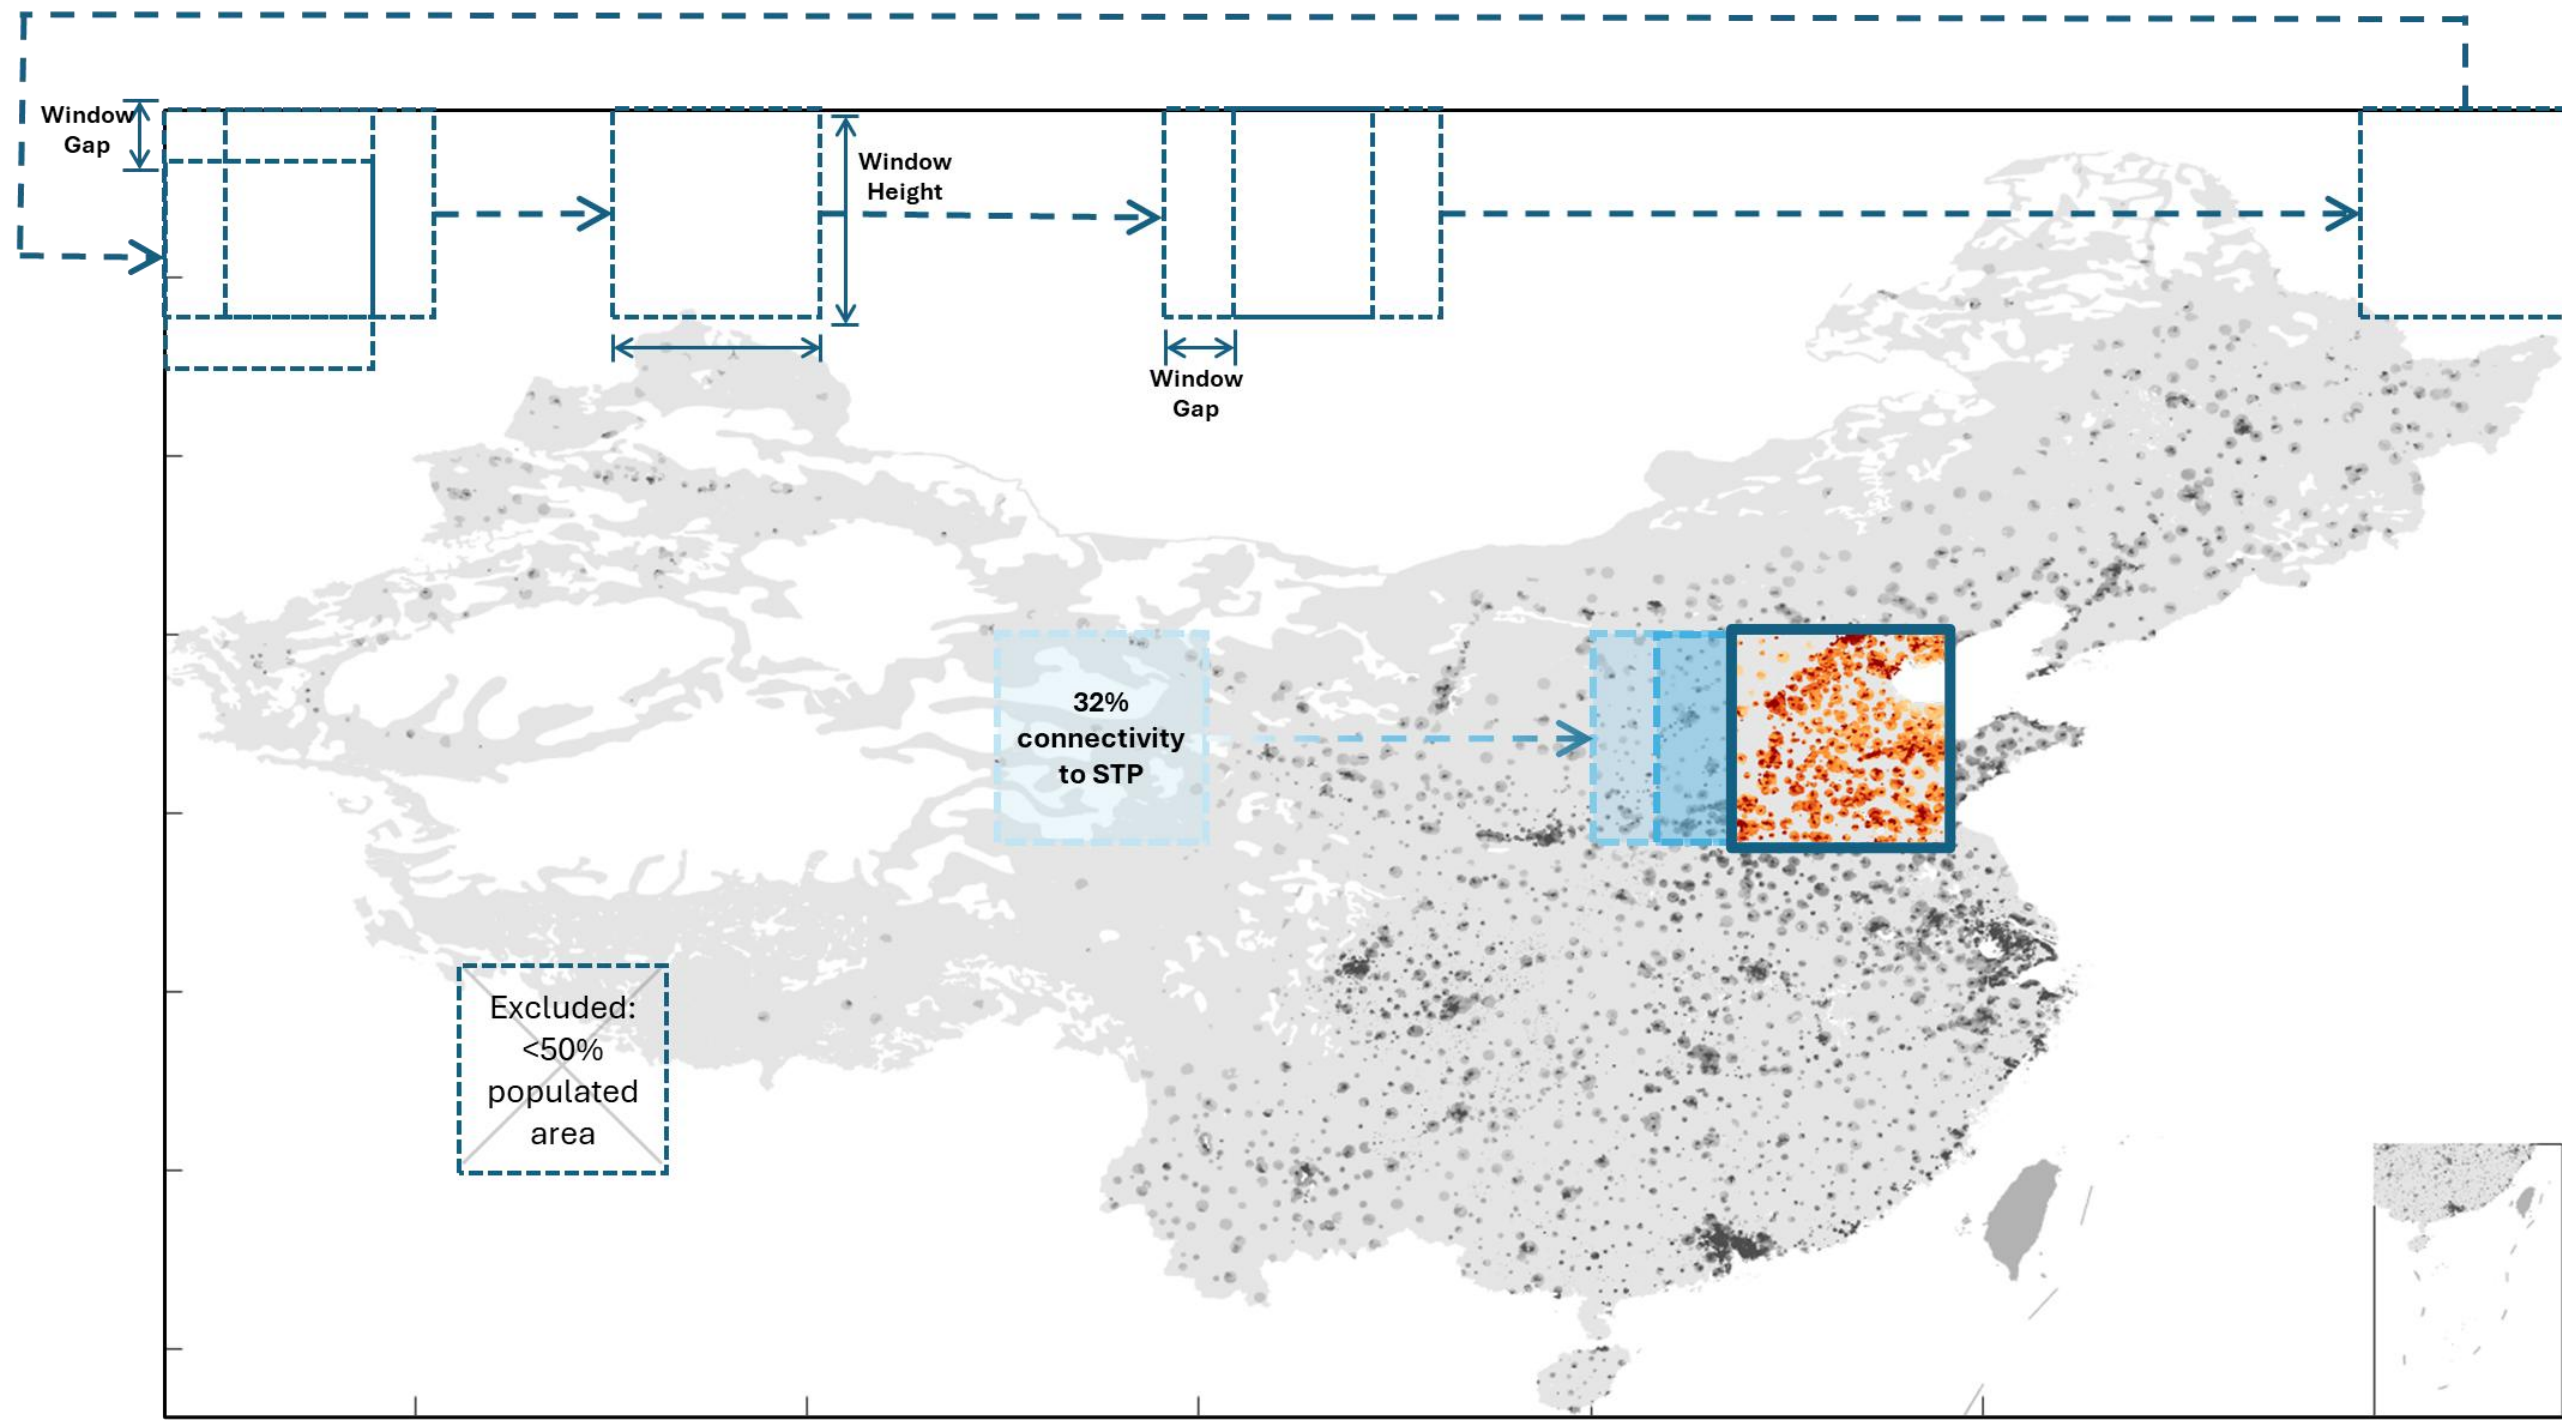 Window
Gap
Window
Height
Window
Gap
32%
connectivity
to STP
Excluded:
<50%
populated
area